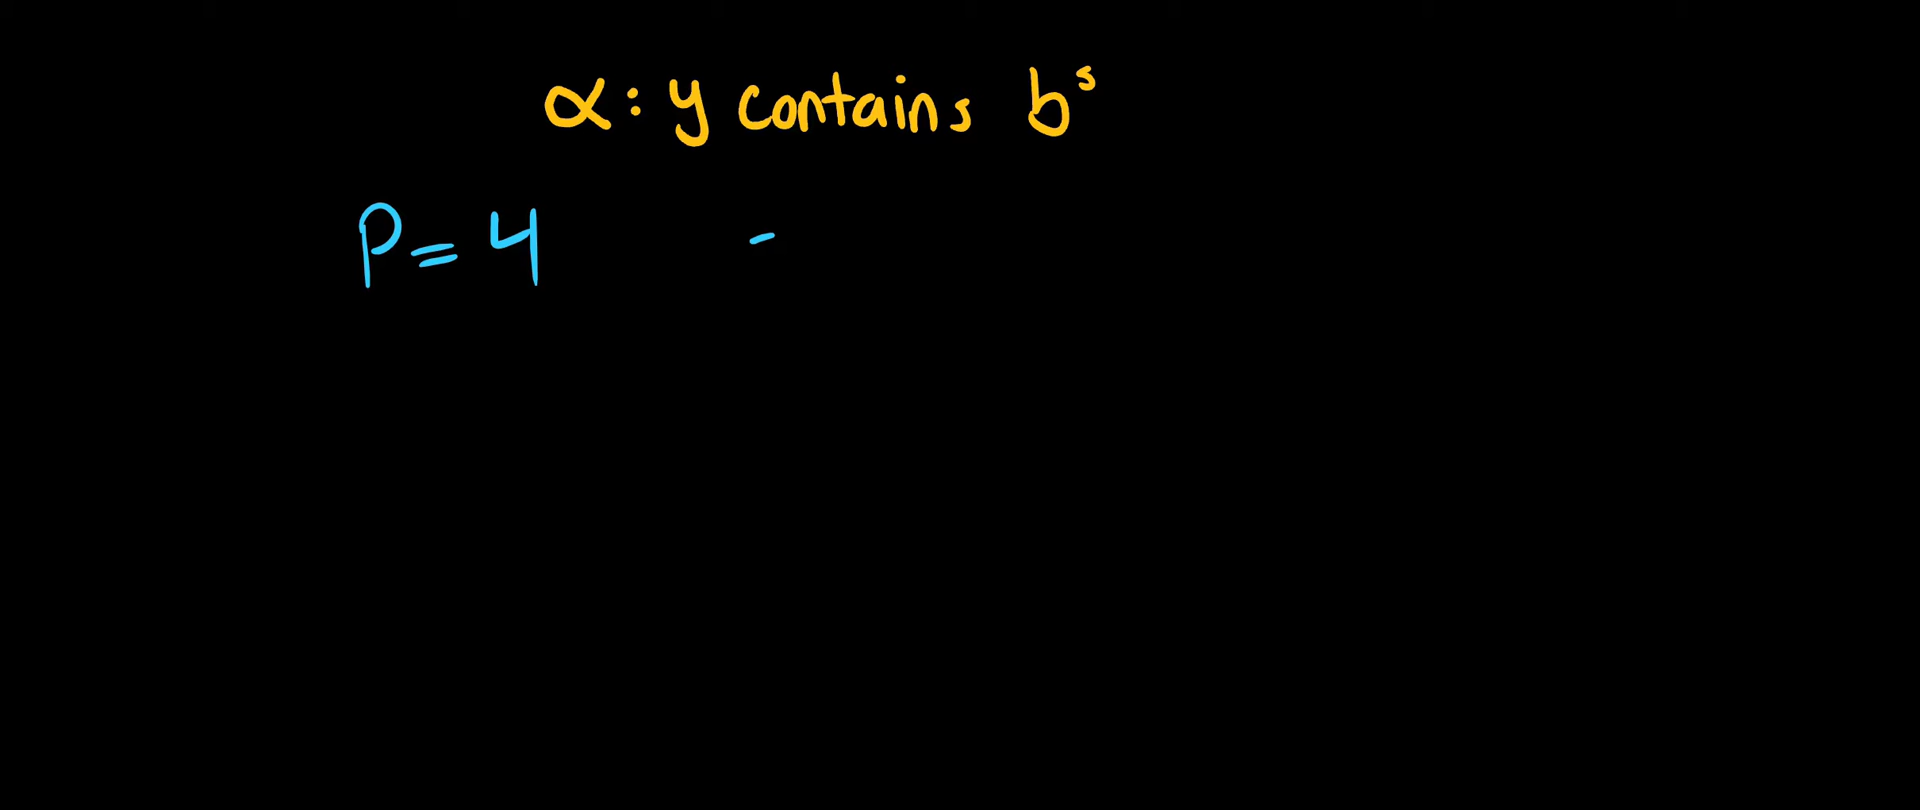 α: y contains bˢ
P = 4 -